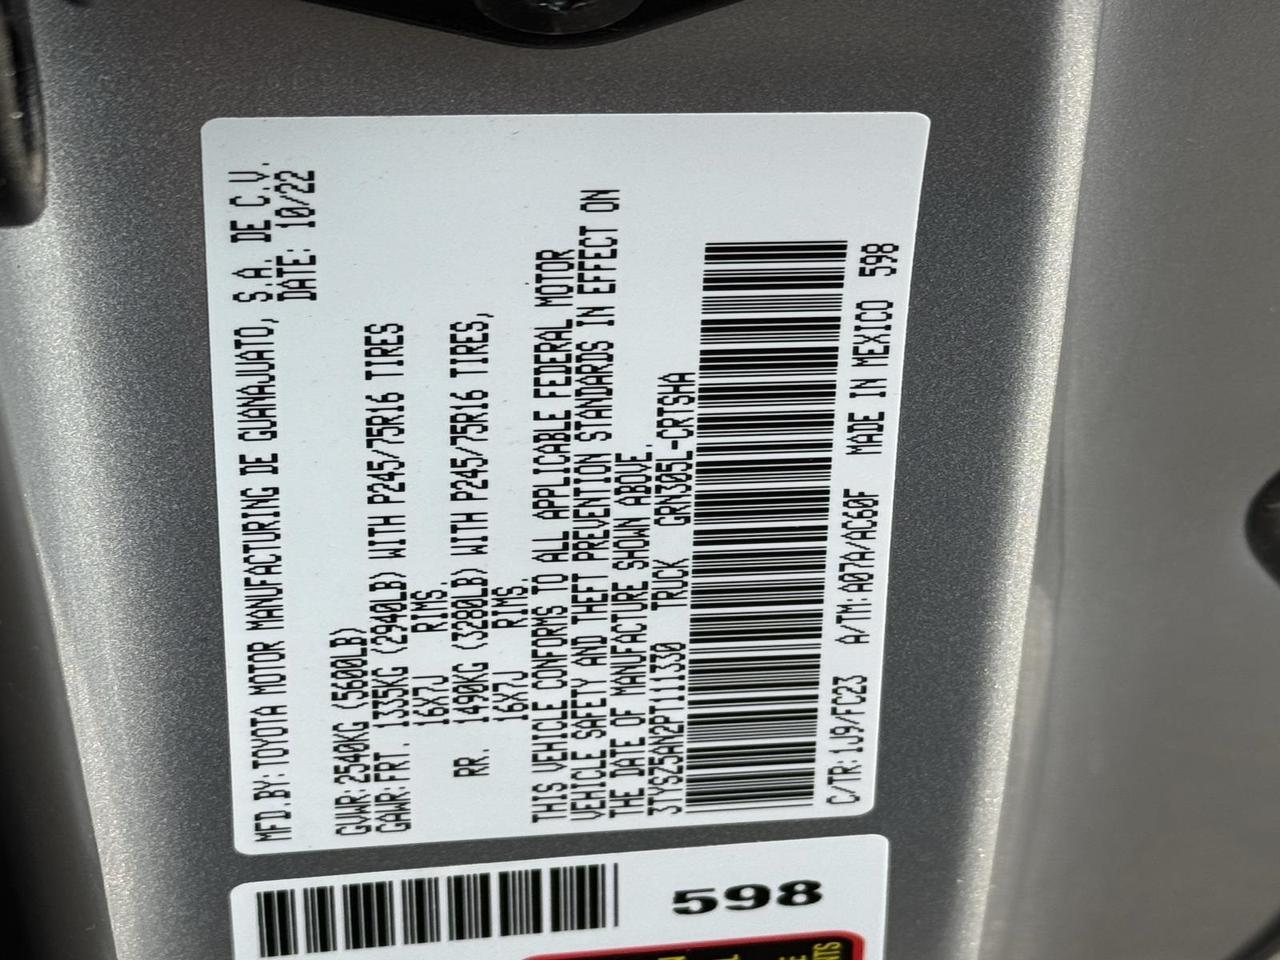 MFD.BY:TOYOTA MOTOR MANUFACTURING DE GUANAJUATO, S.A. DE C.V.
DATE: 10/22
GVWR:2540KG (5600LB)
GAWR:FRT. 1335KG (2940LB) WITH P245/75R16 TIRES
16X7J RIMS.
RR. 1490KG (3280LB) WITH P245/75R16 TIRES,
16X7J RIMS,
THIS VEHICLE CONFORMS TO ALL APPLICABLE FEDERAL MOTOR
VEHICLE SAFETY AND THEFT PREVENTION STANDARDS IN EFFECT ON
THE DATE OF MANUFACTURE SHOWN ABOVE.
3TYSZ5AN2PT111330 TRUCK GRN305L-CRTSHA
C/TR:1J9/FC23 A/TM:A07A/AC60F MADE IN MEXICO 598
598